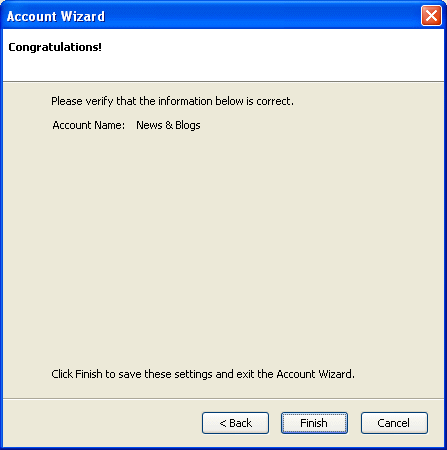 Account Wizard
Congratulations!
Please verify that the information below is correct.
Account Name: News & Blogs
Click Finish to save these settings and exit the Account Wizard.
< Back Finish Cancel